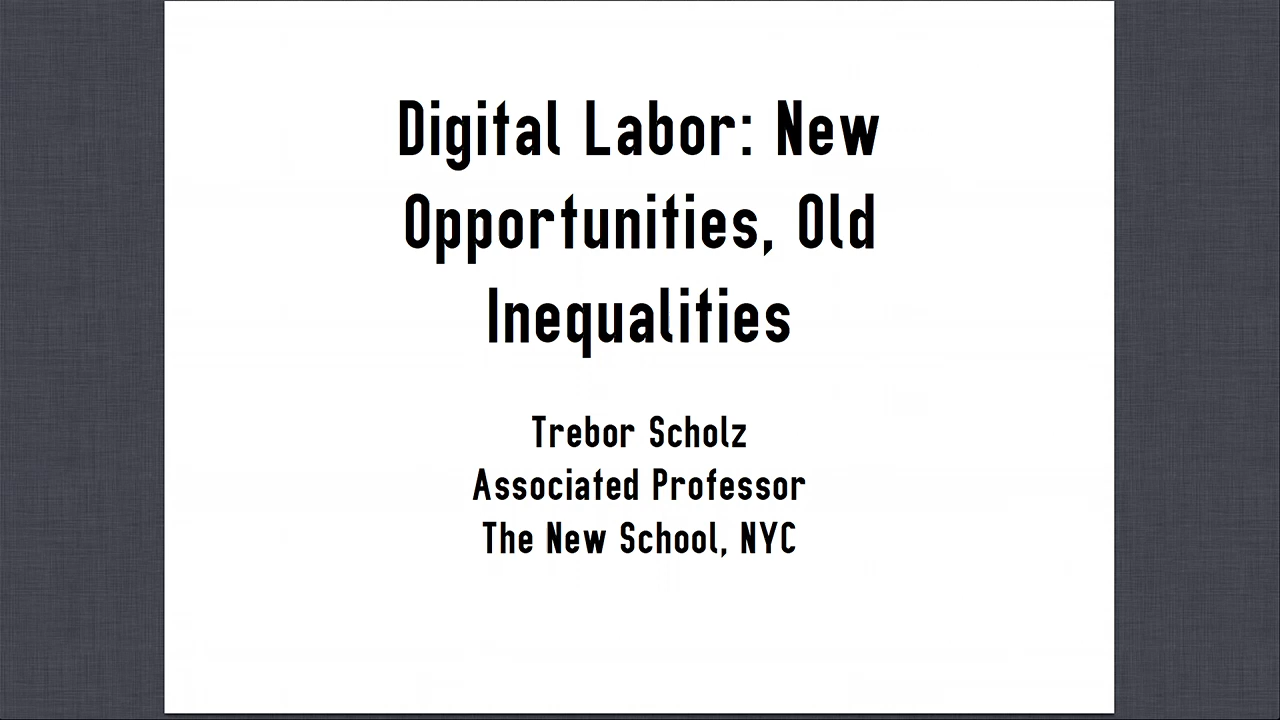 Digital Labor: New
Opportunities, Old
Inequalities
Trebor Scholz
Associated Professor
The New School, NYC